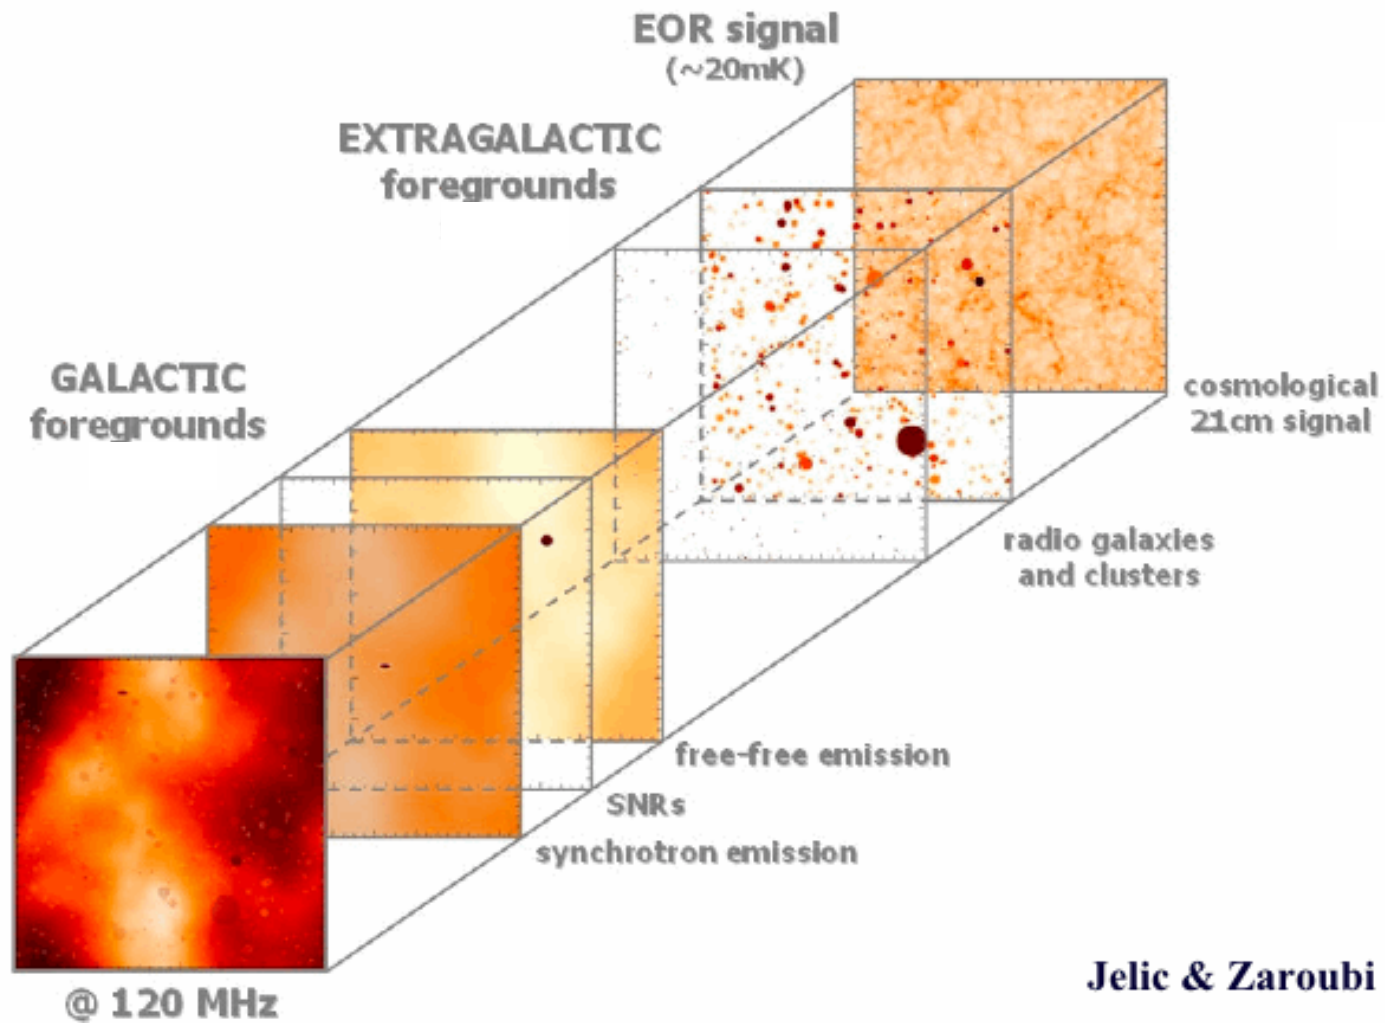 EOR signal
(~20mK)
EXTRAGALACTIC
foregrounds
GALACTIC
foregrounds
cosmological
21cm signal
radio galaxies
and clusters
free-free emission
SNRs
synchrotron emission
@ 120 MHz
Jelic & Zaroubi